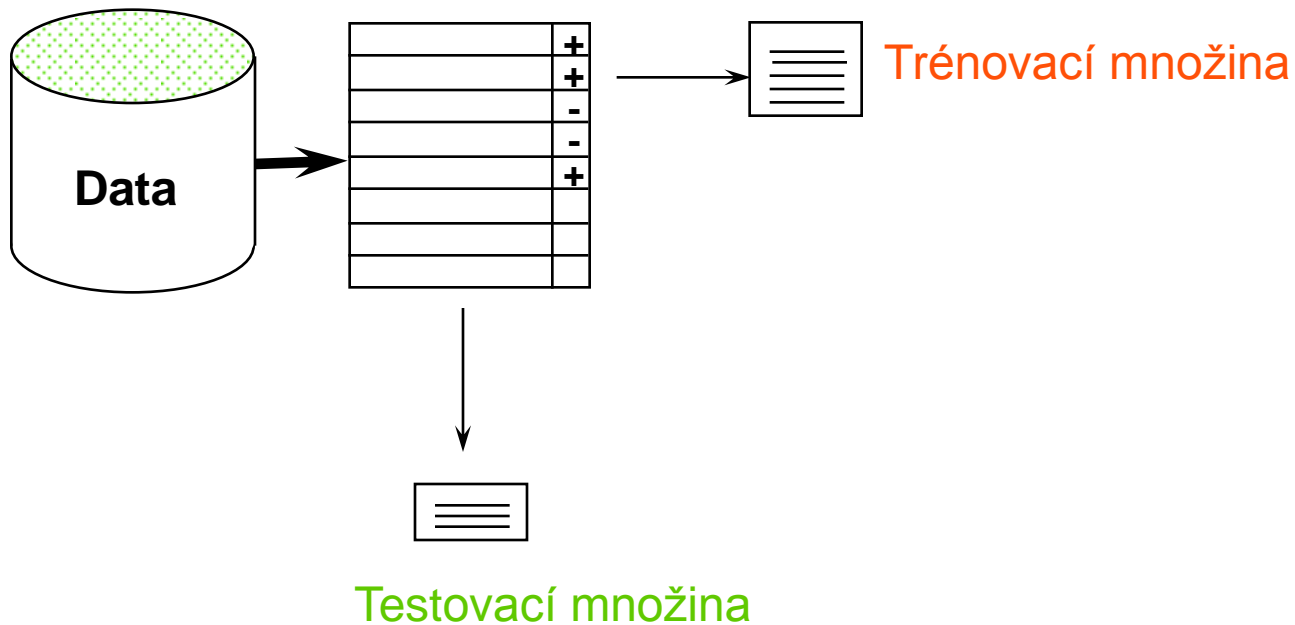 Data
+
+
-
-
+
Trénovací množina
Testovací množina